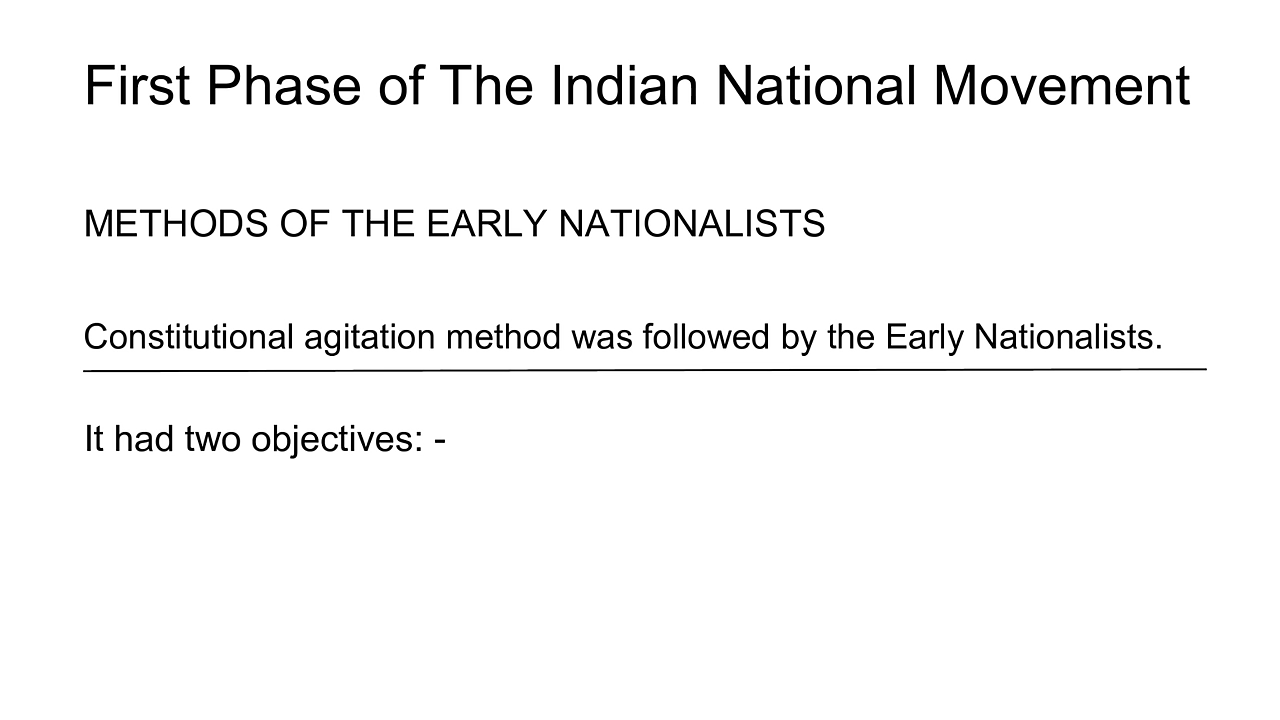 First Phase of The Indian National Movement
METHODS OF THE EARLY NATIONALISTS
Constitutional agitation method was followed by the Early Nationalists.
It had two objectives: -